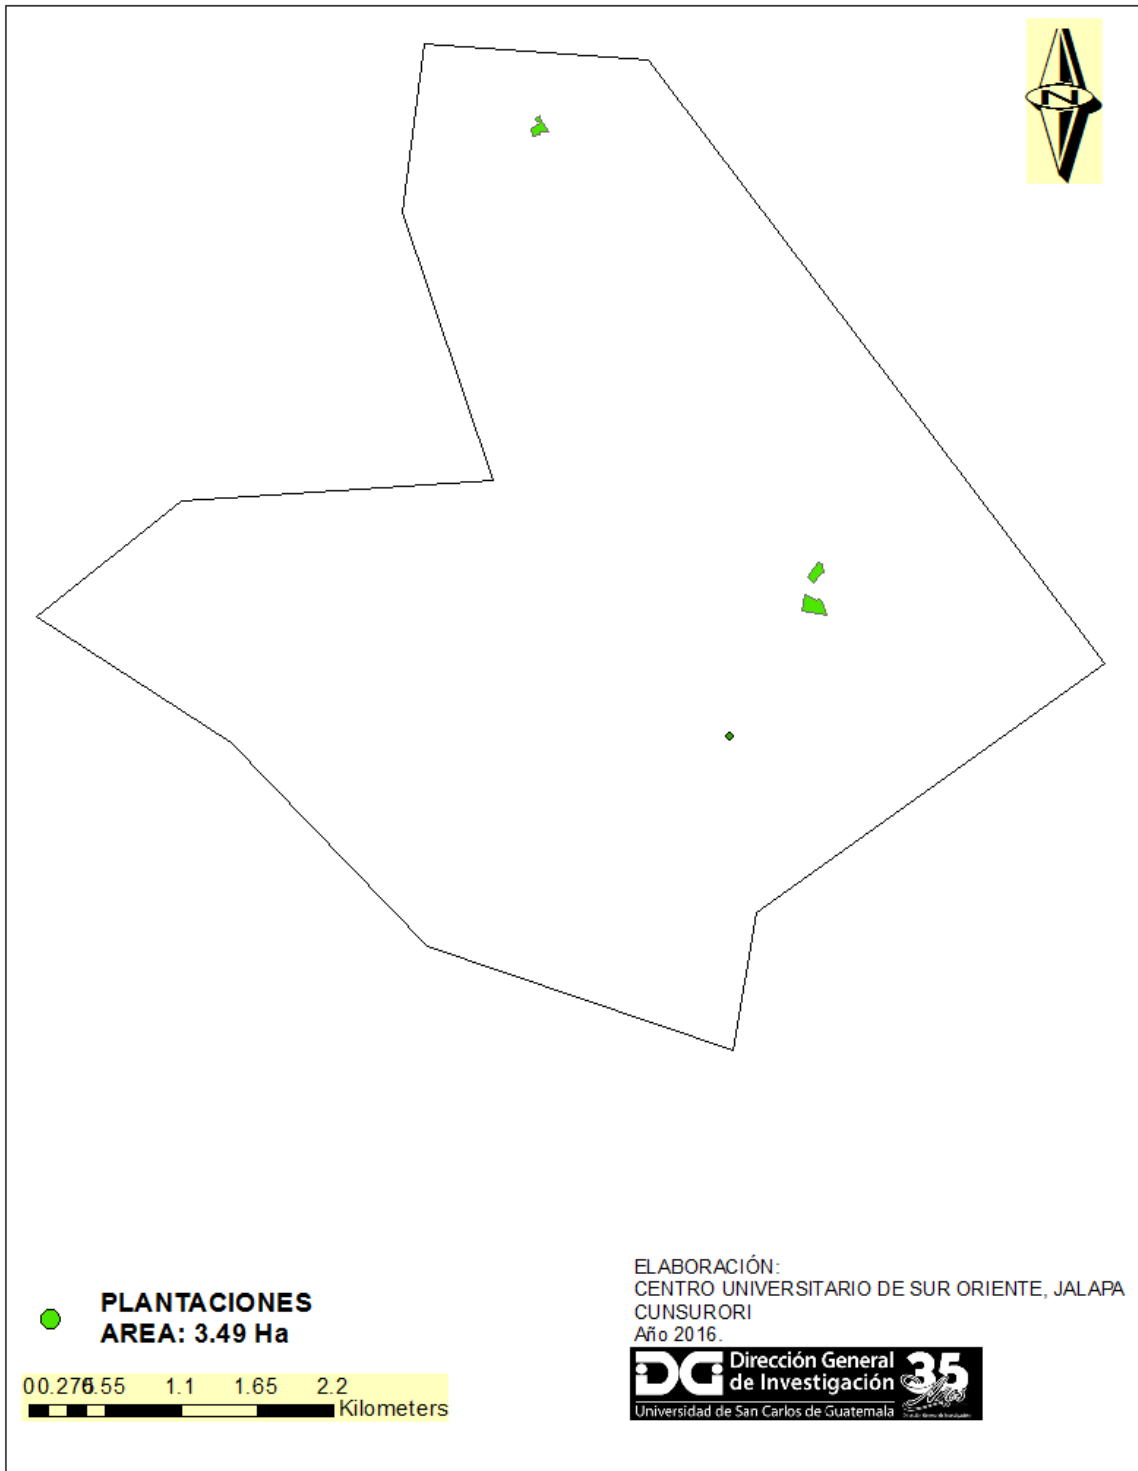 N
ELABORACIÓN:
CENTRO UNIVERSITARIO DE SUR ORIENTE, JALAPA
CUNSURORI
Año 2016.
PLANTACIONES
AREA: 3.49 Ha
0 0.275 0.55 1.1 1.65 2.2
Kilometers
DGi Dirección General
de Investigación
35
Años
Universidad de San Carlos de Guatemala